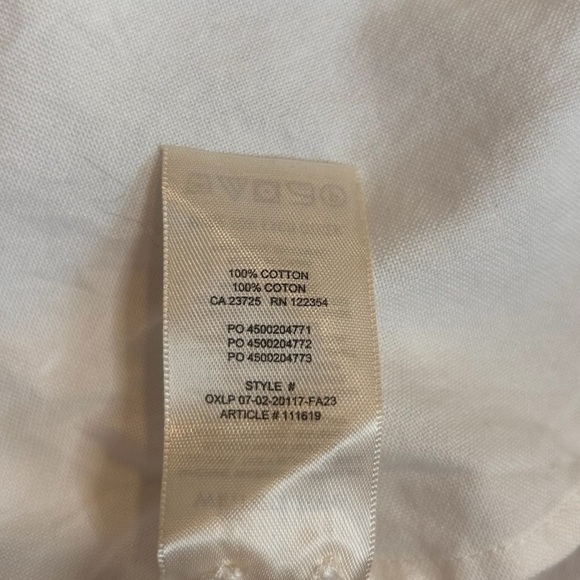 100% COTTON
100% COTON
CA 23725 RN 122354
PO 4500204771
PO 4500204772
PO 4500204773
STYLE #
OXLP 07-02-20117-FA23
ARTICLE # 111619